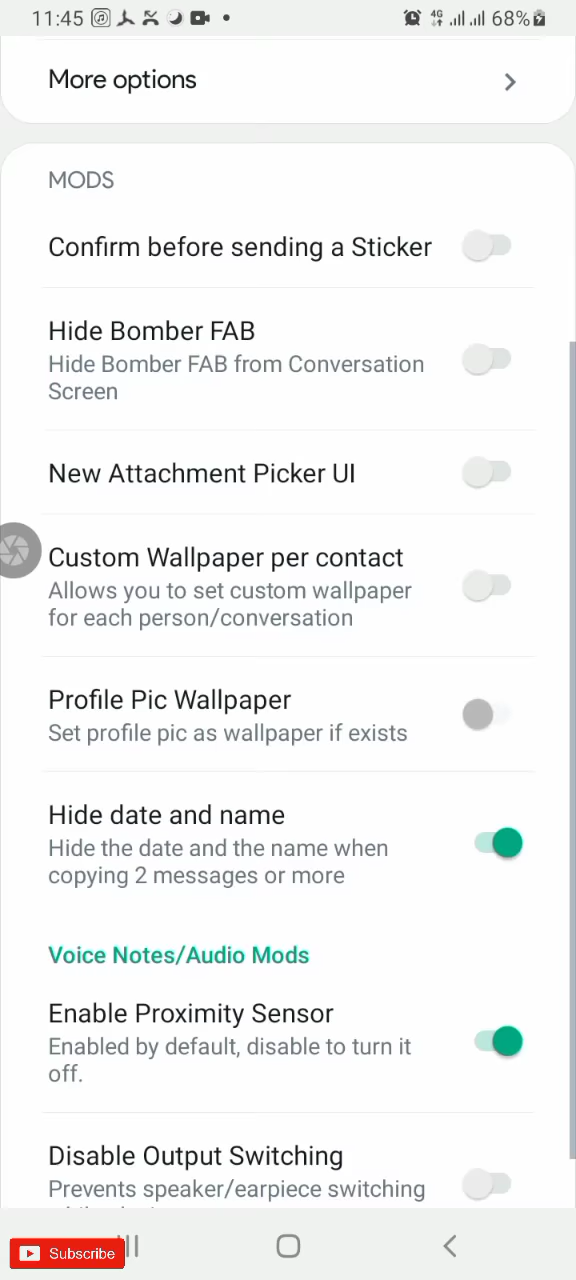 11:45
4G
68%
More options
MODS
Confirm before sending a Sticker
Hide Bomber FAB
Hide Bomber FAB from Conversation
Screen
New Attachment Picker UI
Custom Wallpaper per contact
Allows you to set custom wallpaper
for each person/conversation
Profile Pic Wallpaper
Set profile pic as wallpaper if exists
Hide date and name
Hide the date and the name when
copying 2 messages or more
Voice Notes/Audio Mods
Enable Proximity Sensor
Enabled by default, disable to turn it
off.
Disable Output Switching
Prevents speaker/earpiece switching
Subscribe